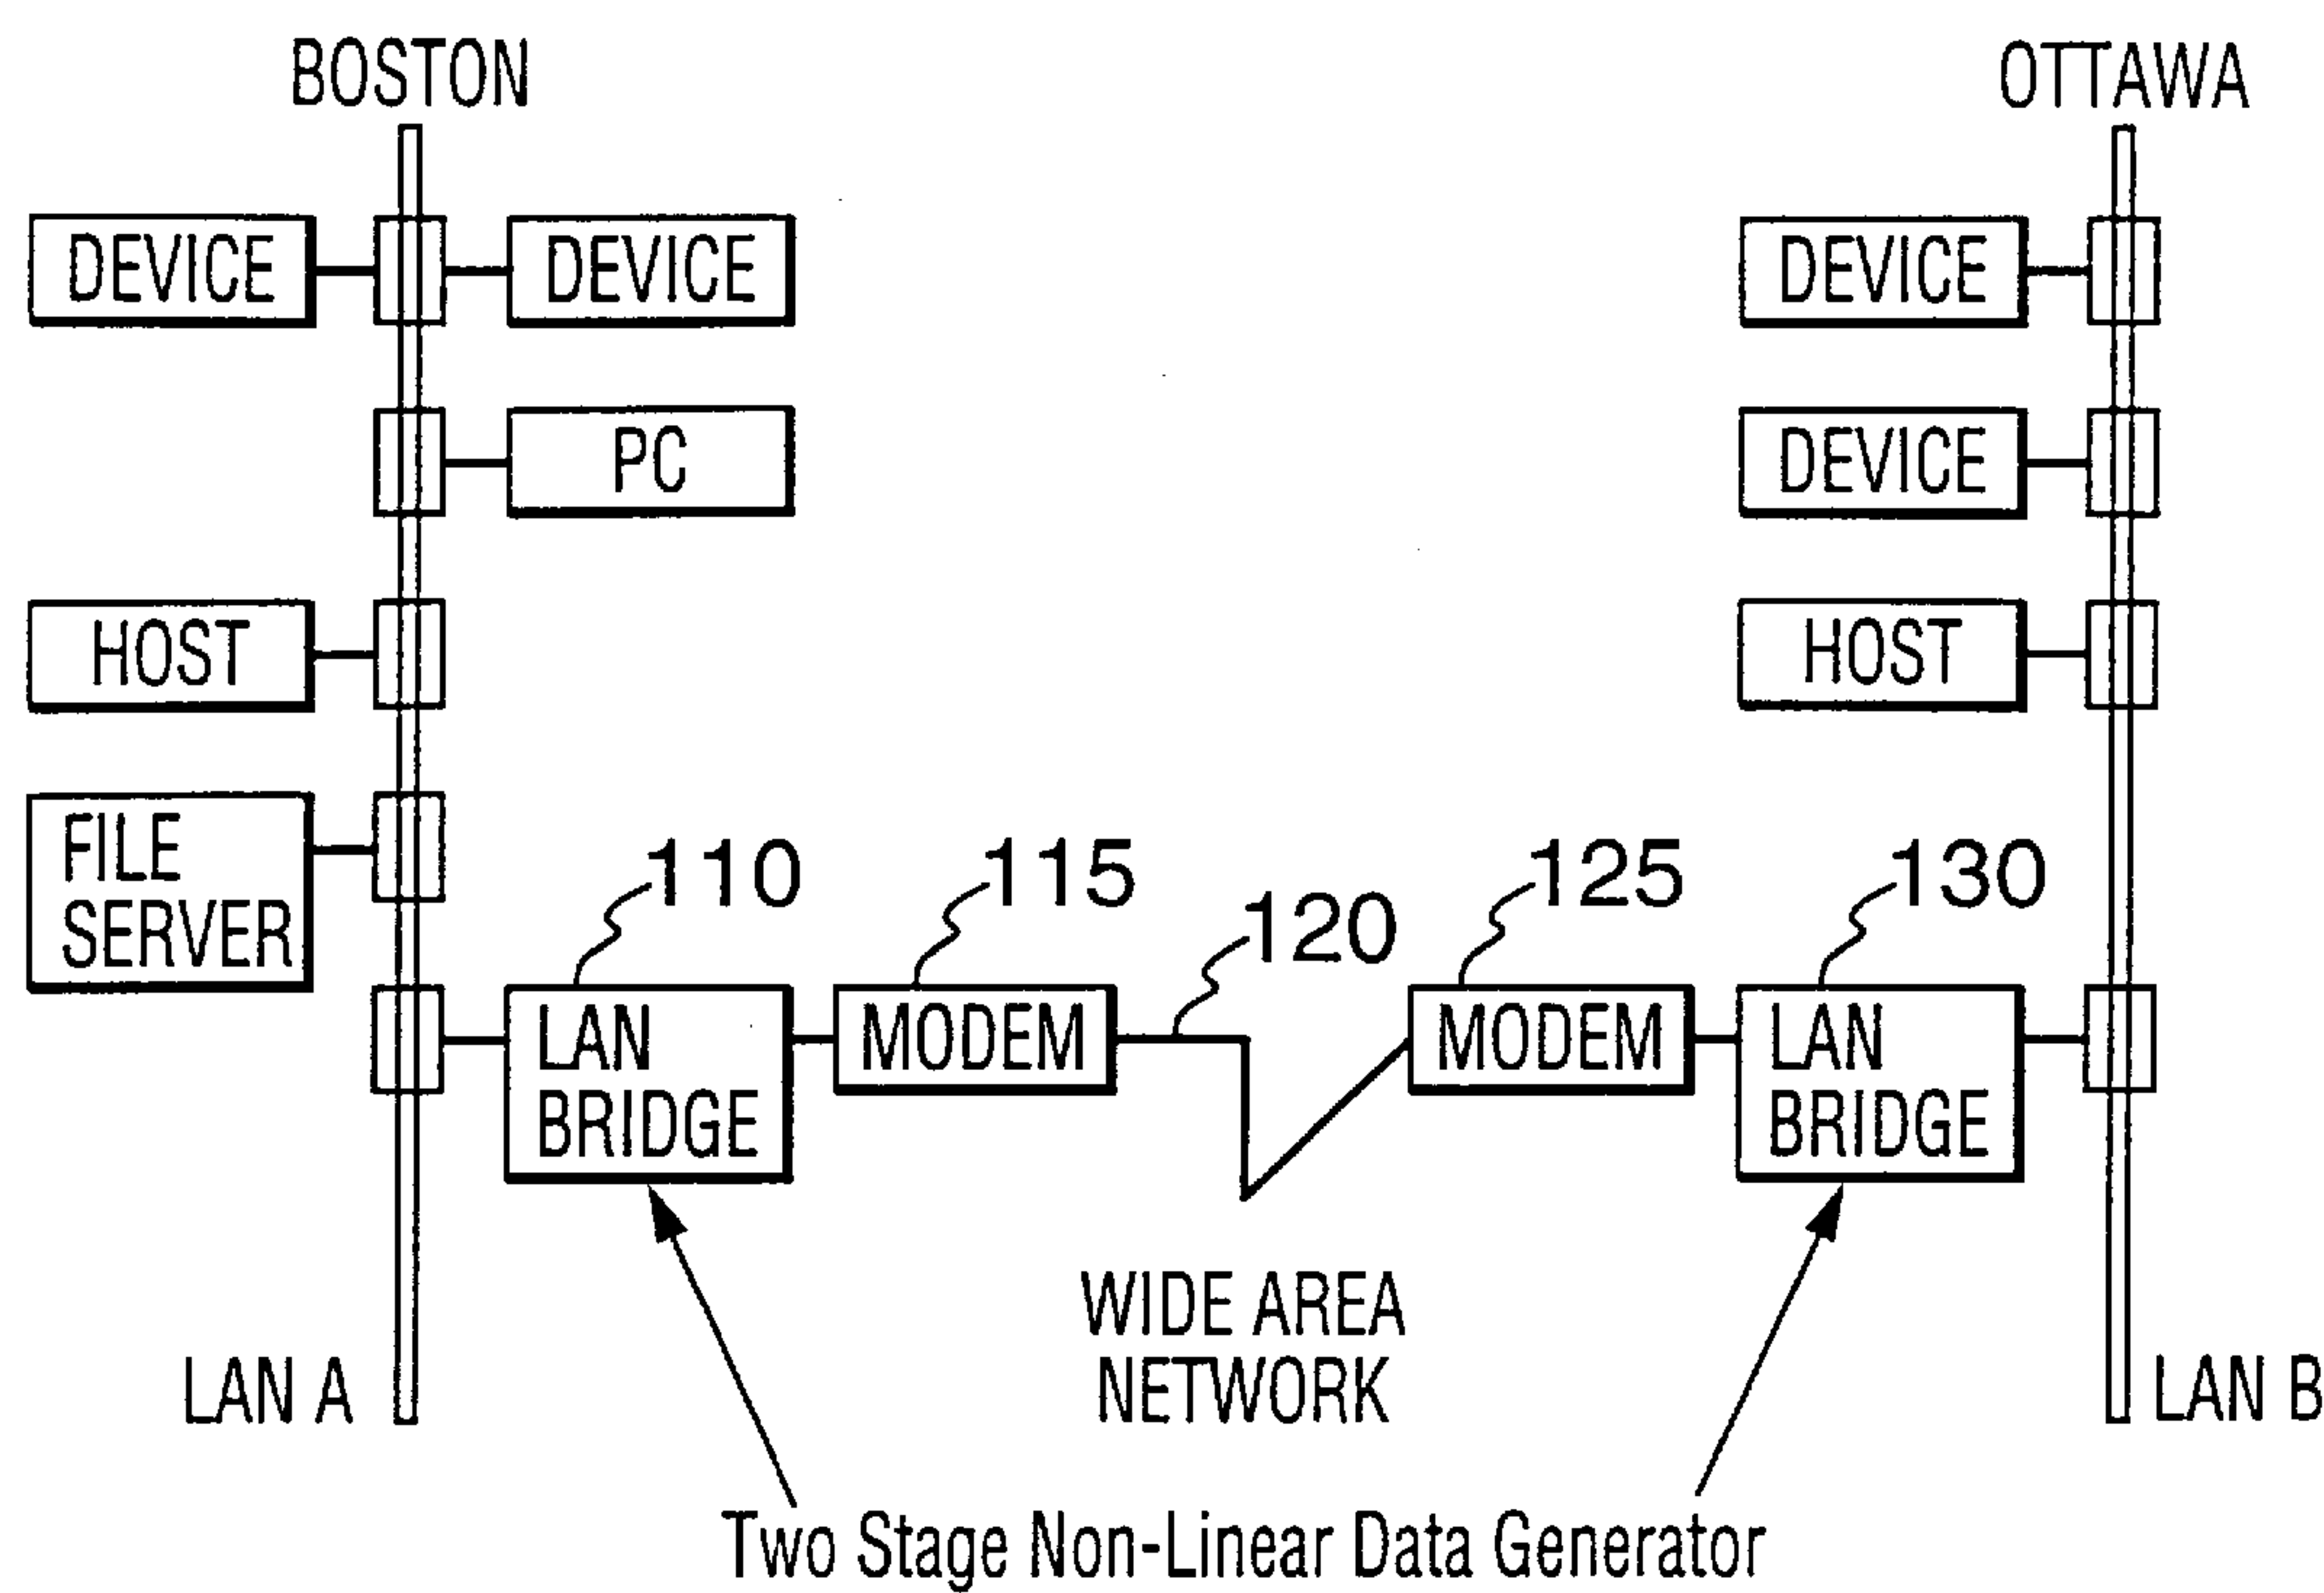 BOSTON
OTTAWA
DEVICE
DEVICE
DEVICE
PC
DEVICE
HOST
HOST
FILE
SERVER
110
115
120
125
130
LAN
BRIDGE
MODEM
MODEM
LAN
BRIDGE
WIDE AREA
NETWORK
LAN A
LAN B
Two Stage Non-Linear Data Generator